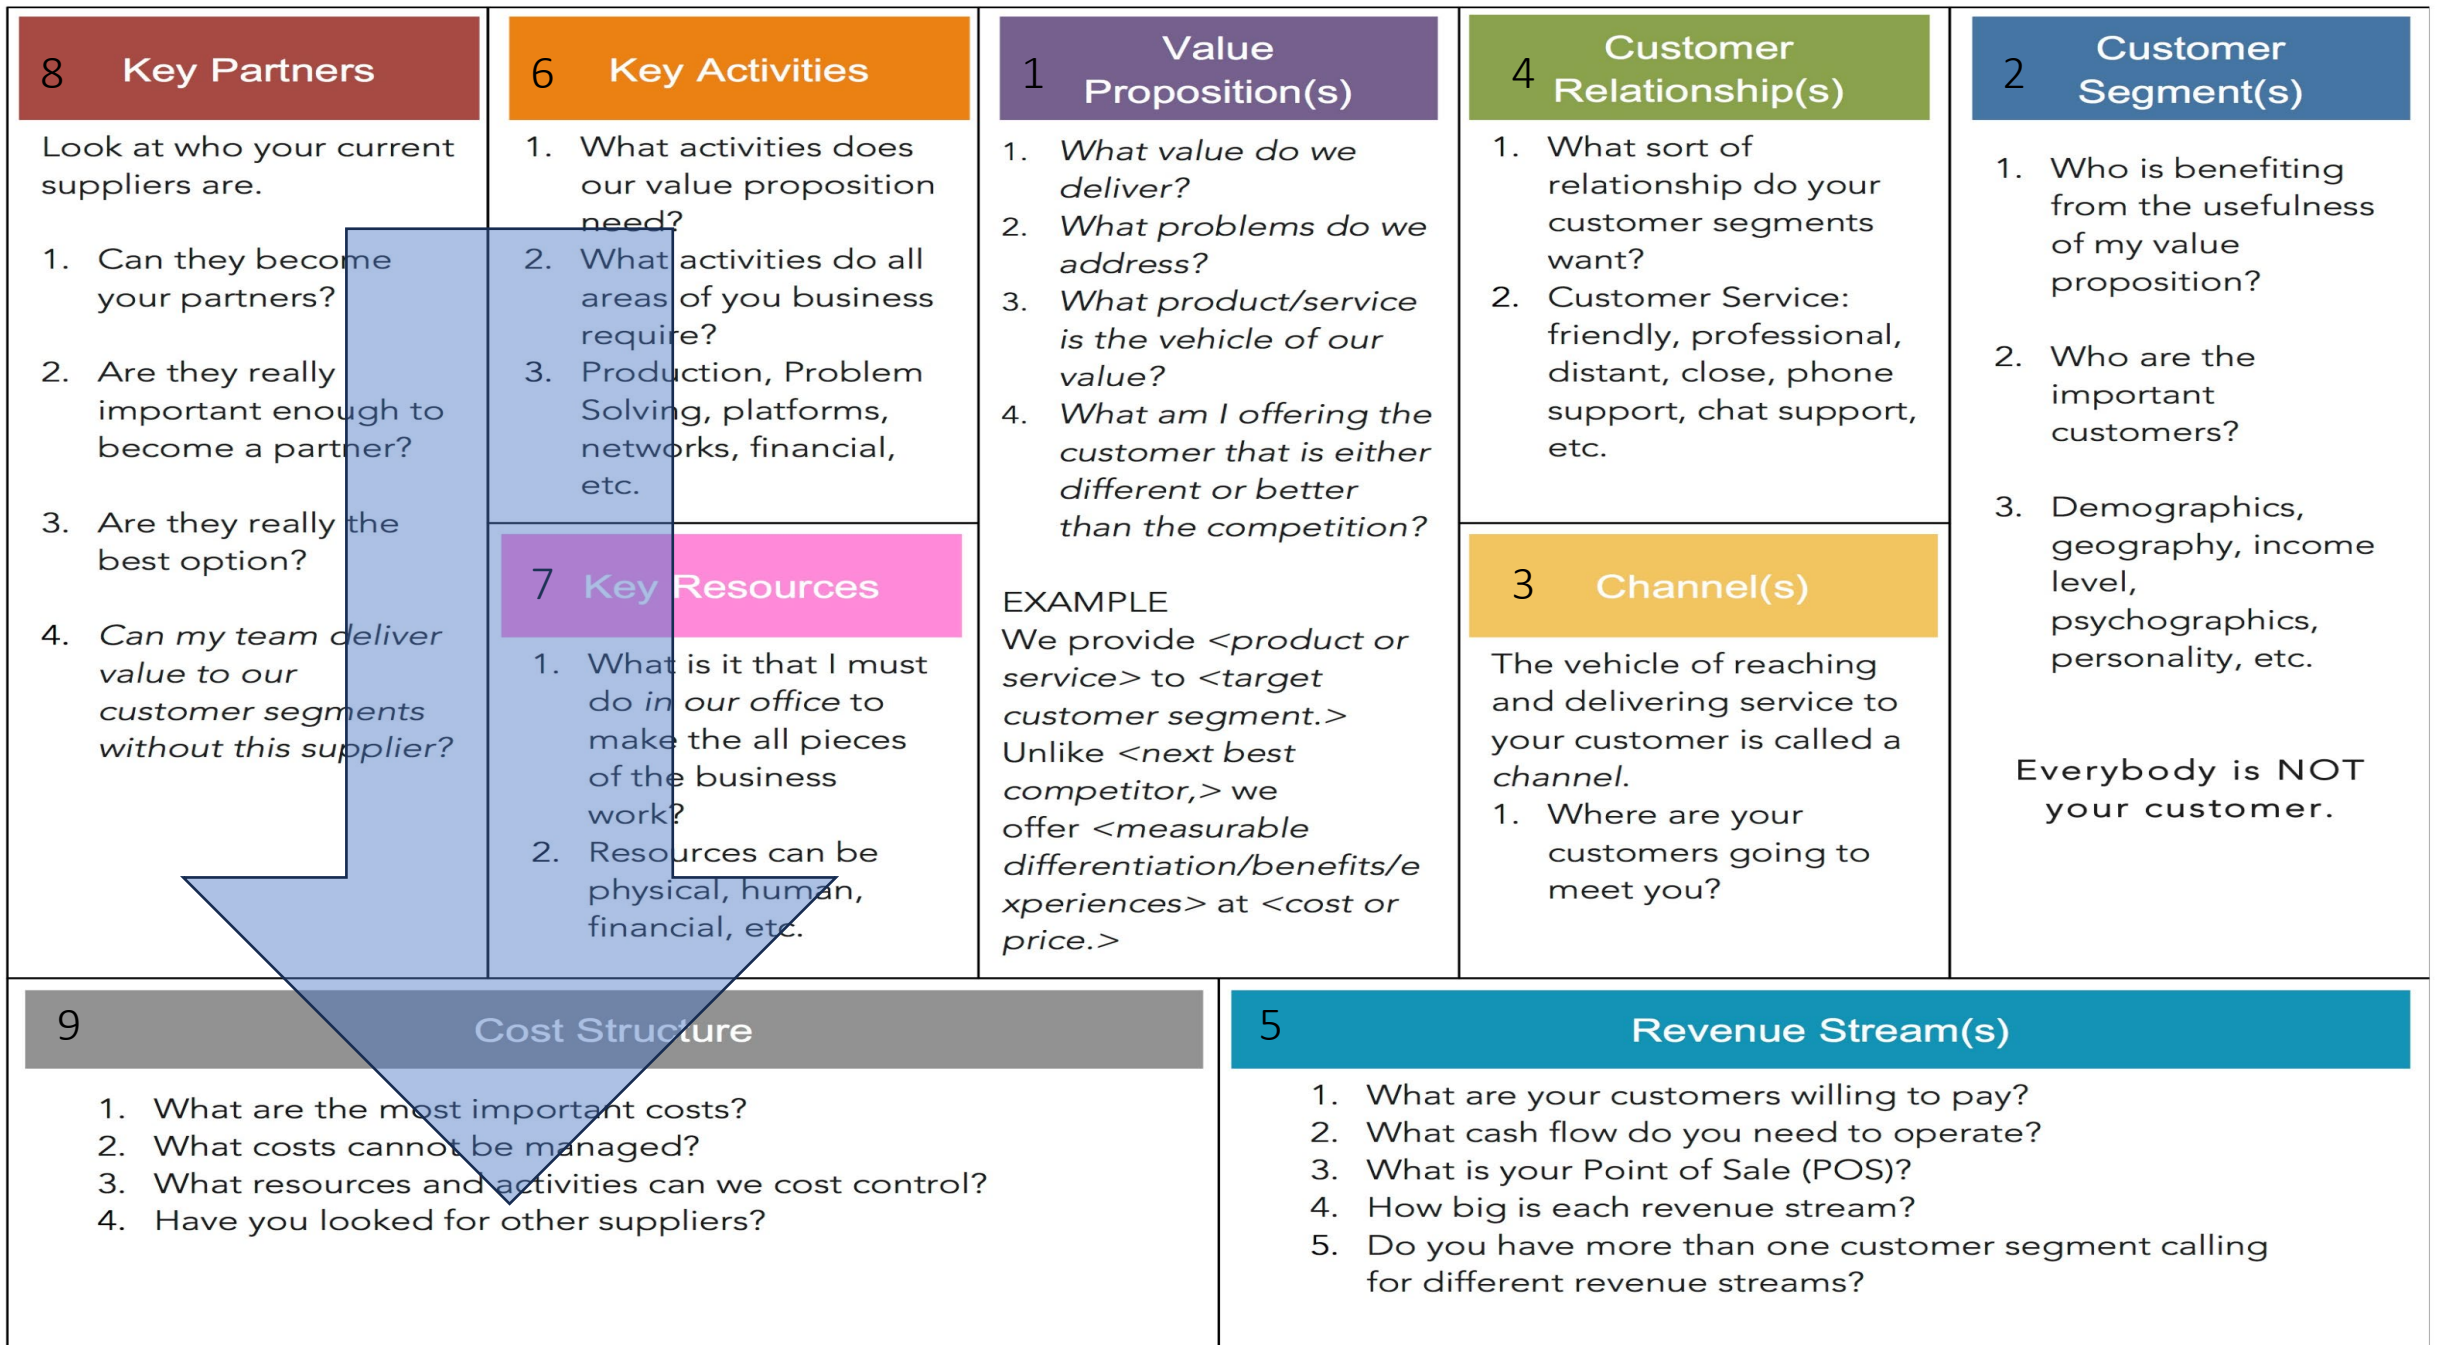 8 Key Partners
Look at who your current
suppliers are.
1. Can they become
your partners?
2. Are they really
important enough to
become a partner?
3. Are they really the
best option?
4. Can my team deliver
value to our
customer segments
without this supplier?
6 Key Activities
1. What activities does
our value proposition
need?
2. What activities do all
areas of you business
require?
3. Production, Problem
Solving, platforms,
networks, financial,
etc.
7 Key Resources
1. What is it that I must
do in our office to
make the all pieces
of the business
work?
2. Resources can be
physical, human,
financial, etc.
1 Value
Proposition(s)
1. What value do we
deliver?
2. What problems do we
address?
3. What product/service
is the vehicle of our
value?
4. What am I offering the
customer that is either
different or better
than the competition?
EXAMPLE
We provide <product or
service> to <target
customer segment.>
Unlike <next best
competitor,> we
offer <measurable
differentiation/benefits/e
xperiences> at <cost or
price.>
4 Customer
Relationship(s)
1. What sort of
relationship do your
customer segments
want?
2. Customer Service:
friendly, professional,
distant, close, phone
support, chat support,
etc.
3 Channel(s)
The vehicle of reaching
and delivering service to
your customer is called a
channel.
1. Where are your
customers going to
meet you?
2 Customer
Segment(s)
1. Who is benefiting
from the usefulness
of my value
proposition?
2. Who are the
important
customers?
3. Demographics,
geography, income
level,
psychographics,
personality, etc.
Everybody is NOT
your customer.
9 Cost Structure
1. What are the most important costs?
2. What costs cannot be managed?
3. What resources and activities can we cost control?
4. Have you looked for other suppliers?
5 Revenue Stream(s)
1. What are your customers willing to pay?
2. What cash flow do you need to operate?
3. What is your Point of Sale (POS)?
4. How big is each revenue stream?
5. Do you have more than one customer segment calling
for different revenue streams?